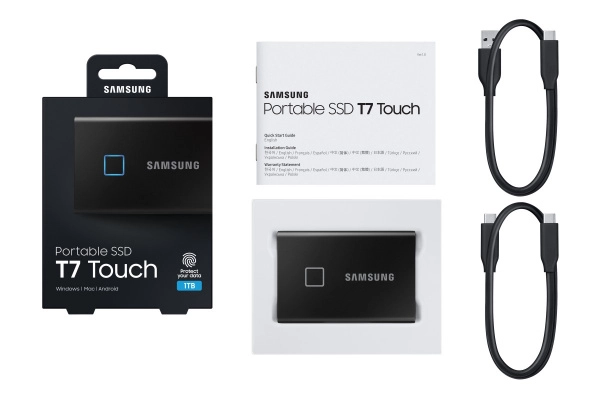 SAMSUNG
SAMSUNG
Portable SSD
T7 Touch
Protect
your data
Windows | Mac | Android
1TB
SAMSUNG
Portable SSD T7 Touch
Quick Start Guide
English
Installation Guide
Warranty Statement
SAMSUNG